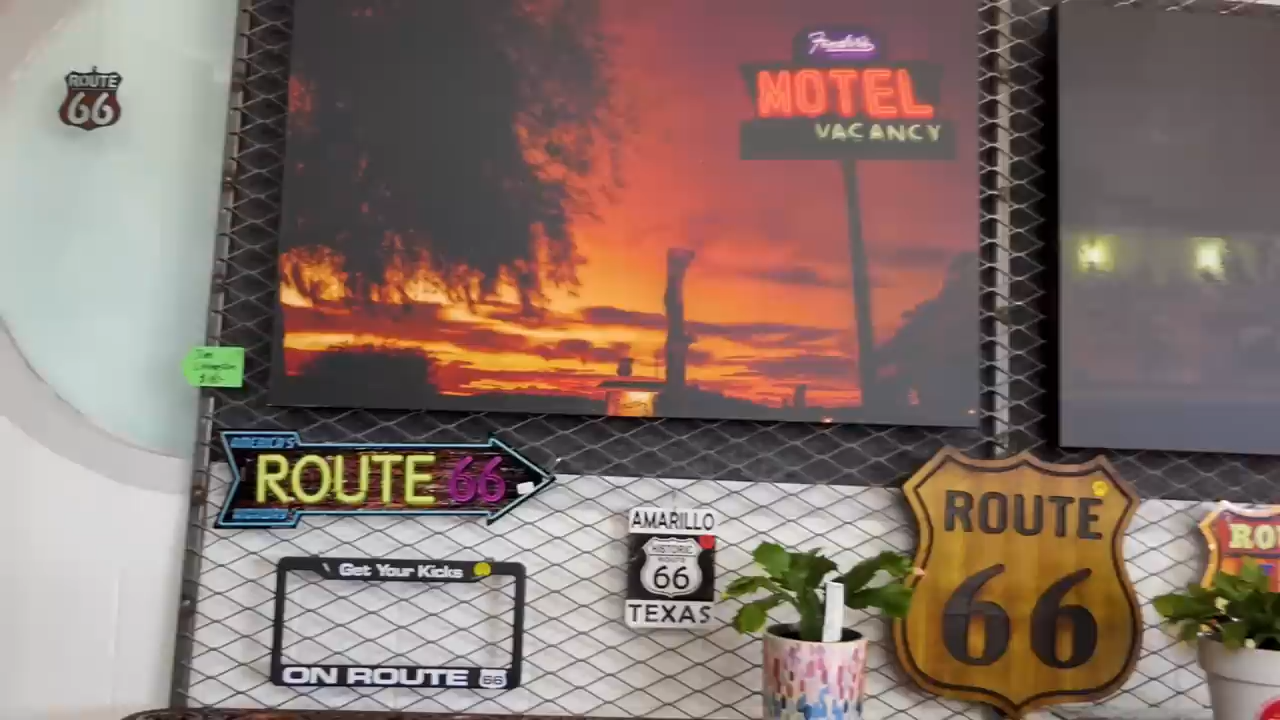 ROUTE
66
MOTEL
VACANCY
AMERICA'S
ROUTE 66
Get Your Kicks
ON ROUTE 66
AMARILLO
HISTORIC
ROUTE
66
TEXAS
ROUTE
66